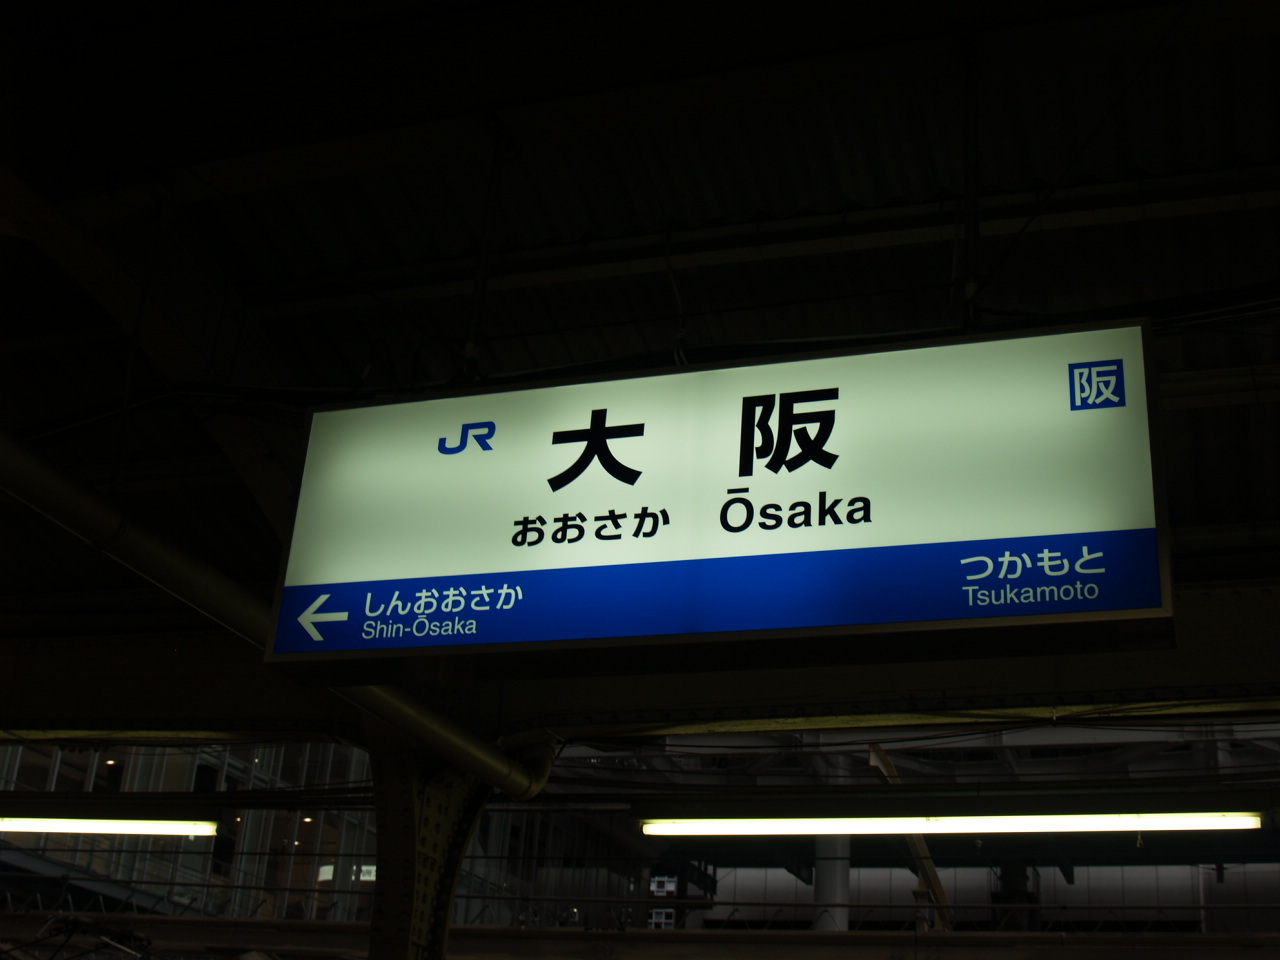 JR 大阪 阪
おおさか Ōsaka
← しんおおさか つかもと
Shin-Ōsaka Tsukamoto